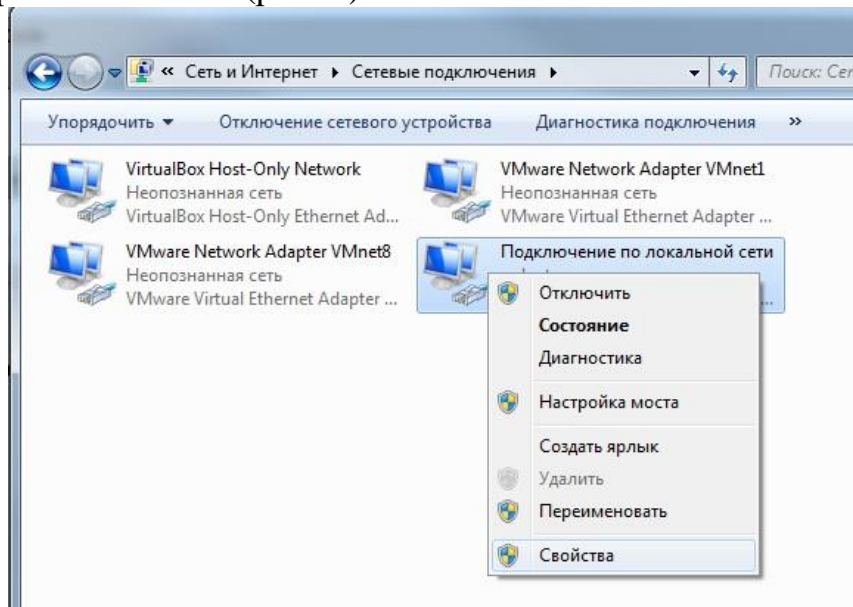 « Сеть и Интернет ▸ Сетевые подключения ▸
Поиск: Сет
Упорядочить ▼ Отключение сетевого устройства Диагностика подключения »
VirtualBox Host-Only Network
Неопознанная сеть
VirtualBox Host-Only Ethernet Ad...
VMware Network Adapter VMnet1
Неопознанная сеть
VMware Virtual Ethernet Adapter ...
VMware Network Adapter VMnet8
Неопознанная сеть
VMware Virtual Ethernet Adapter ...
Подключение по локальной сети
Отключить
Состояние
Диагностика
Настройка моста
Создать ярлык
Удалить
Переименовать
Свойства